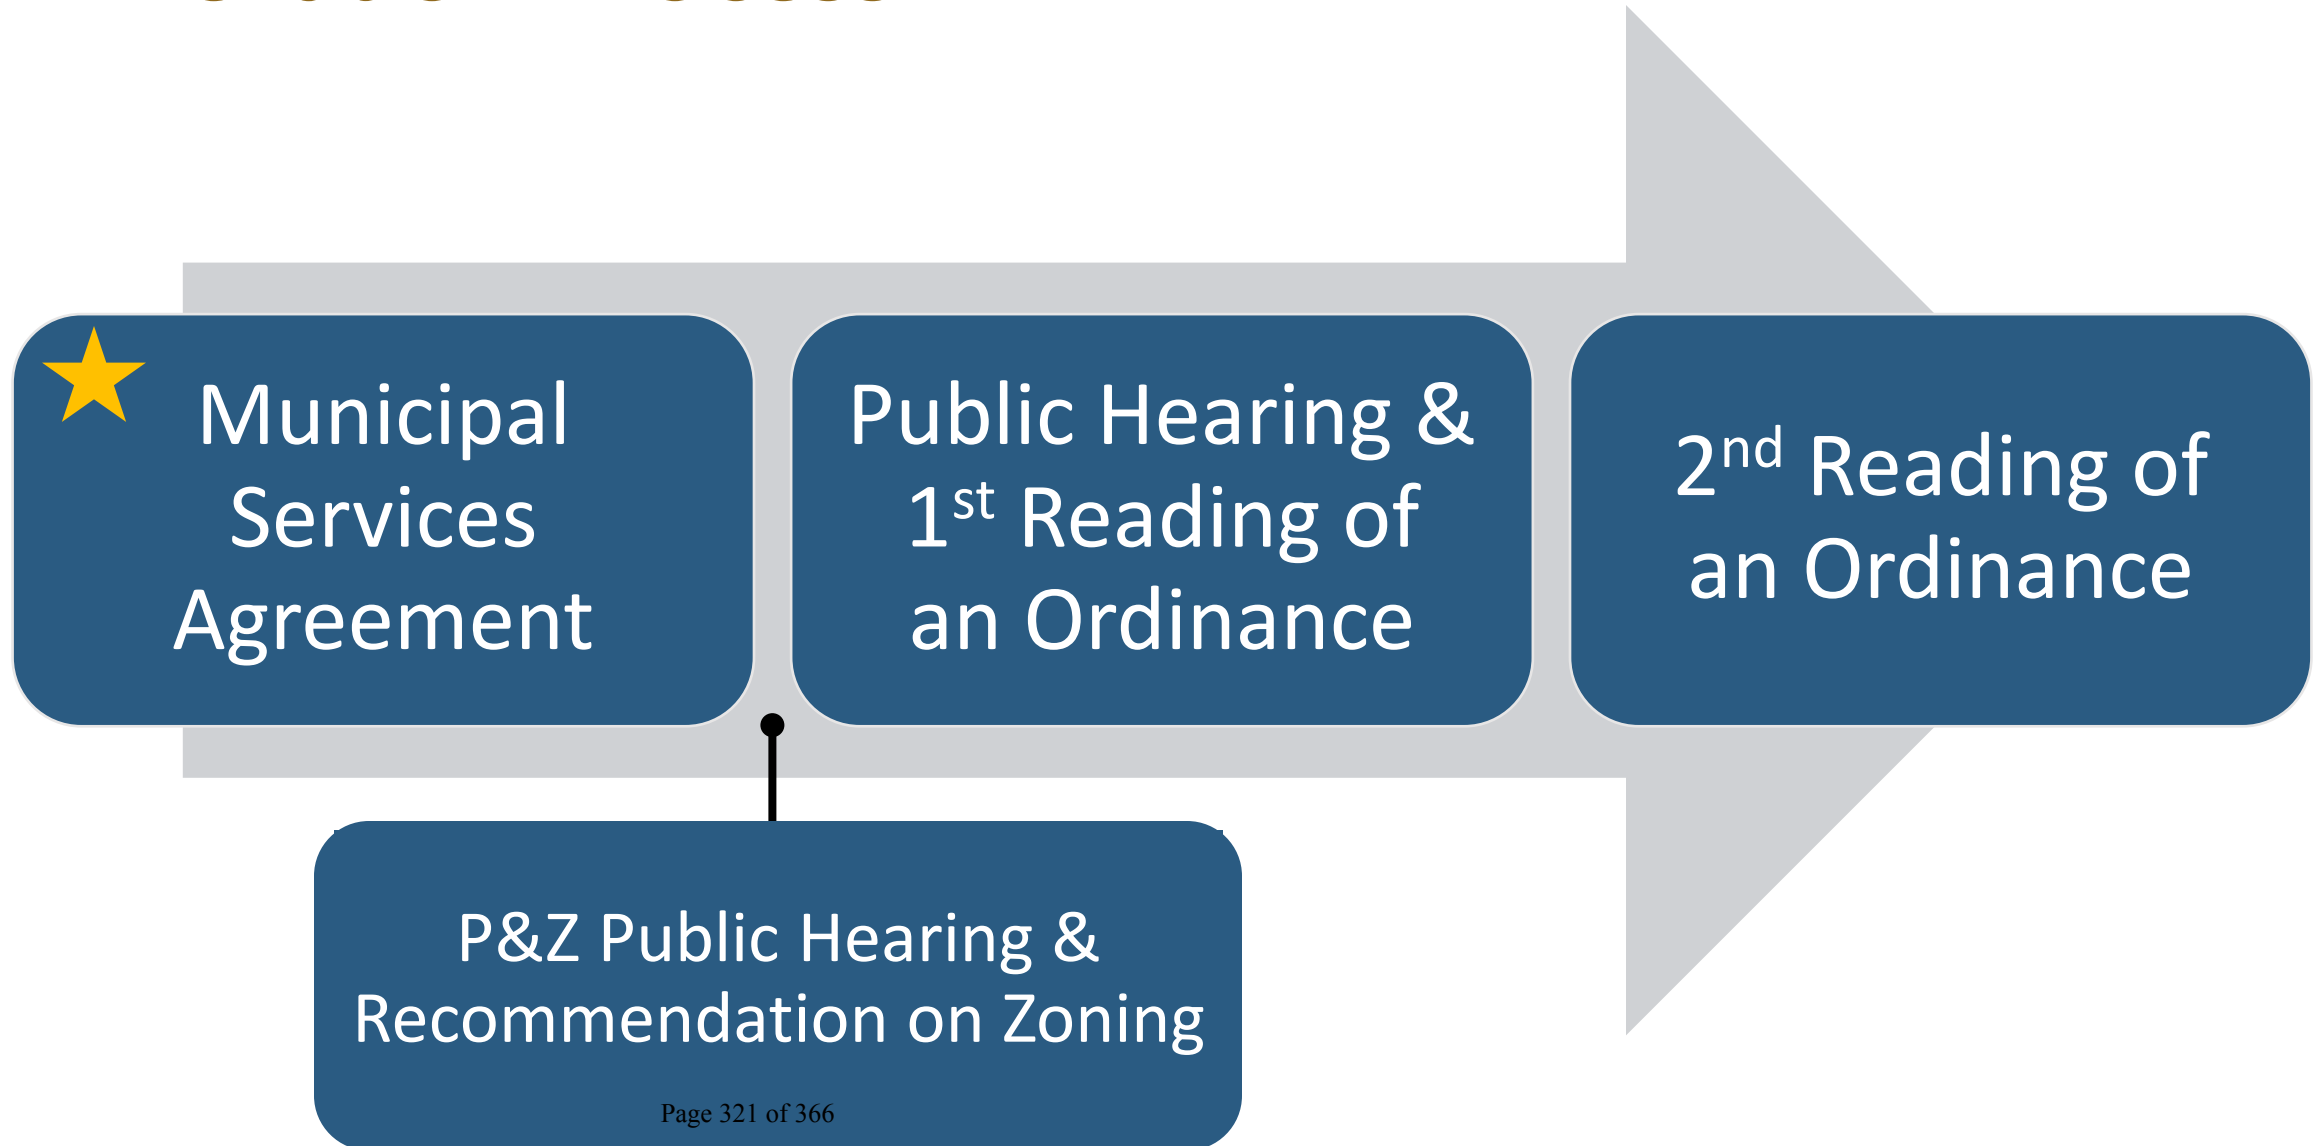 Municipal
Services
Agreement
Public Hearing &
1st Reading of
an Ordinance
2nd Reading of
an Ordinance
P&Z Public Hearing &
Recommendation on Zoning
Page 321 of 366